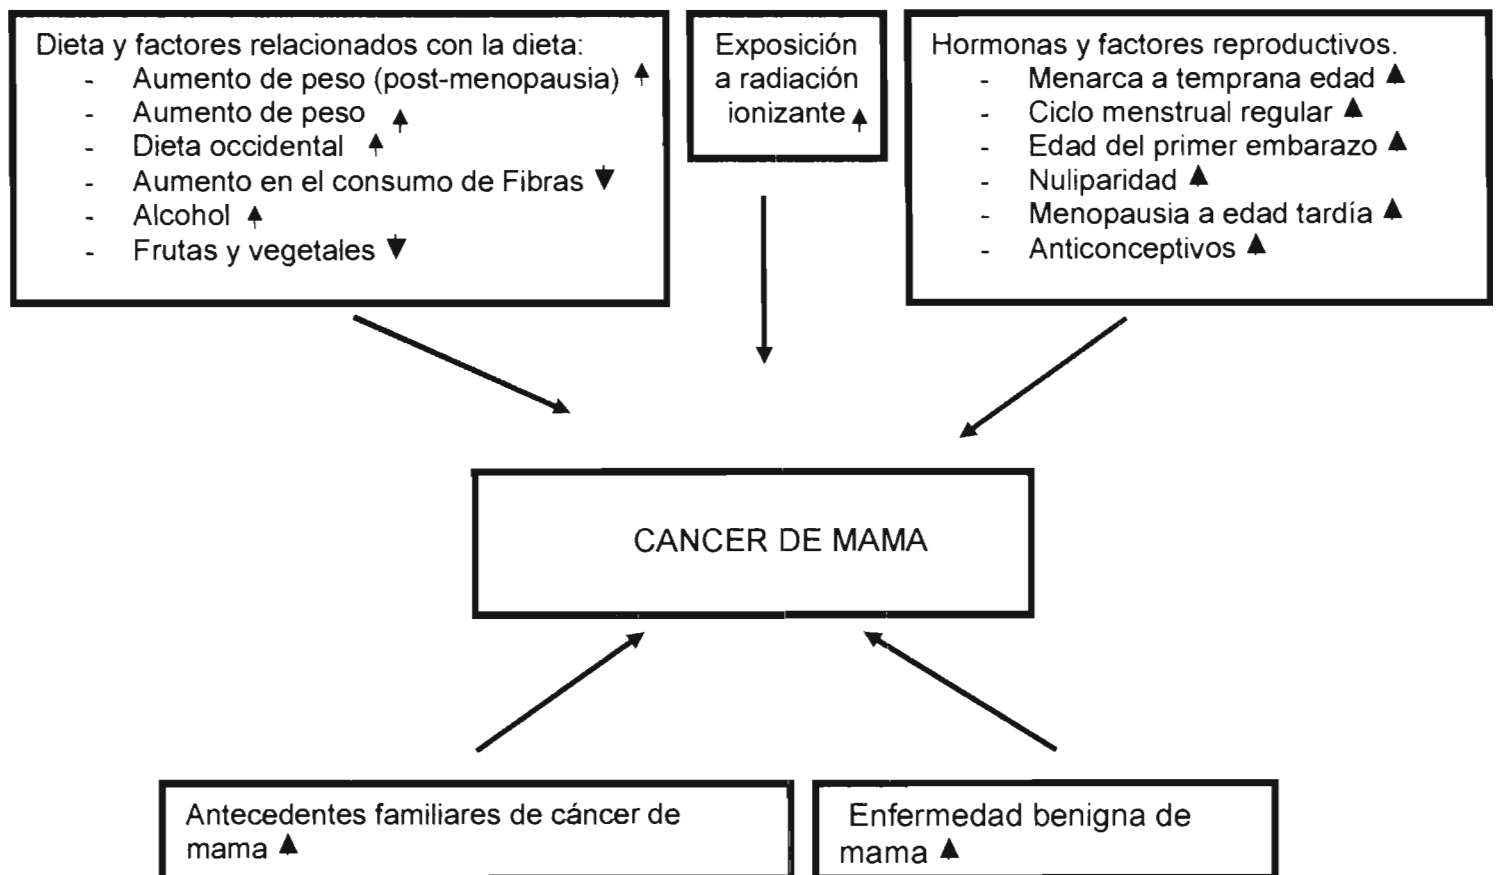 Dieta y factores relacionados con la dieta:
- Aumento de peso (post-menopausia)
- Aumento de peso
- Dieta occidental
- Aumento en el consumo de Fibras
- Alcohol
- Frutas y vegetales
Exposición
a radiación
ionizante
Hormonas y factores reproductivos.
- Menarca a temprana edad
- Ciclo menstrual regular
- Edad del primer embarazo
- Nuliparidad
- Menopausia a edad tardía
- Anticonceptivos
CANCER DE MAMA
Antecedentes familiares de cáncer de
mama
Enfermedad benigna de
mama